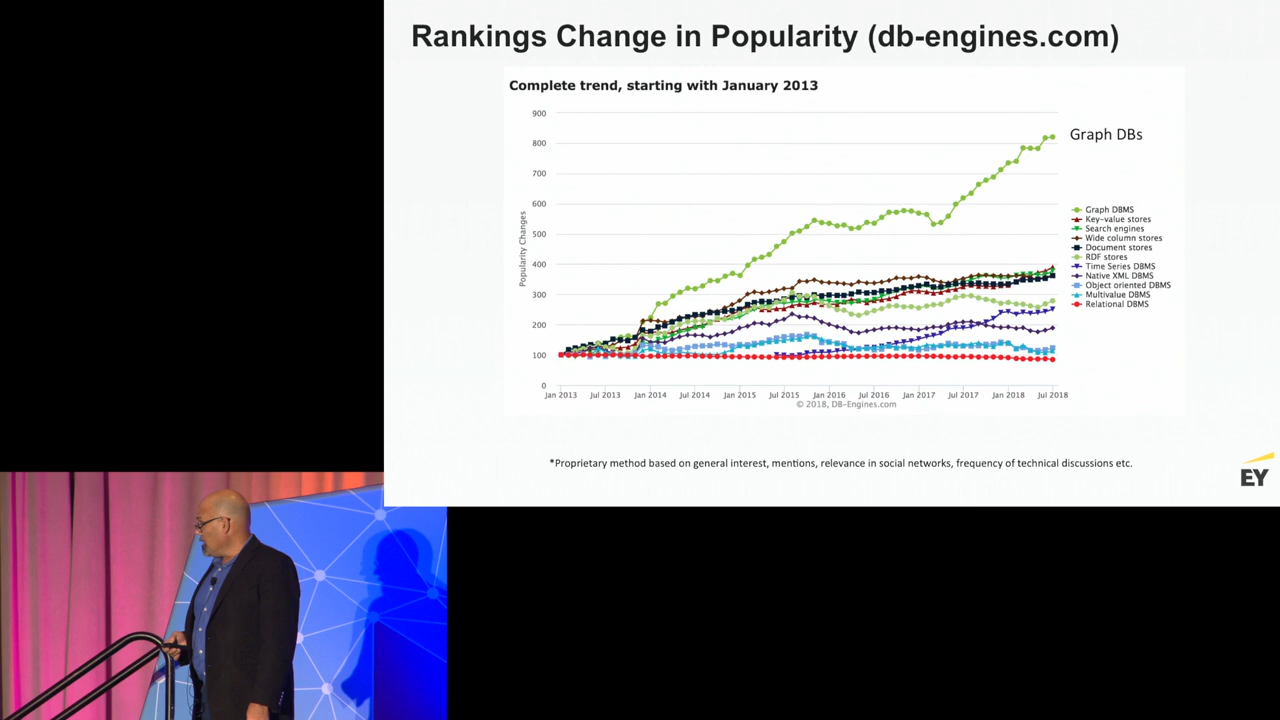 Rankings Change in Popularity (db-engines.com)
Complete trend, starting with January 2013
Graph DBs
Popularity Changes
900
800
700
600
500
400
300
200
100
0
Jan 2013
Jul 2013
Jan 2014
Jul 2014
Jan 2015
Jul 2015
Jan 2016
Jul 2016
Jan 2017
Jul 2017
Jan 2018
Jul 2018
© 2018, DB-Engines.com
Graph DBMS
Key-value stores
Search engines
Wide column stores
Document stores
RDF stores
Time Series DBMS
Native XML DBMS
Object oriented DBMS
Multivalue DBMS
Relational DBMS
*Proprietary method based on general interest, mentions, relevance in social networks, frequency of technical discussions etc.
EY